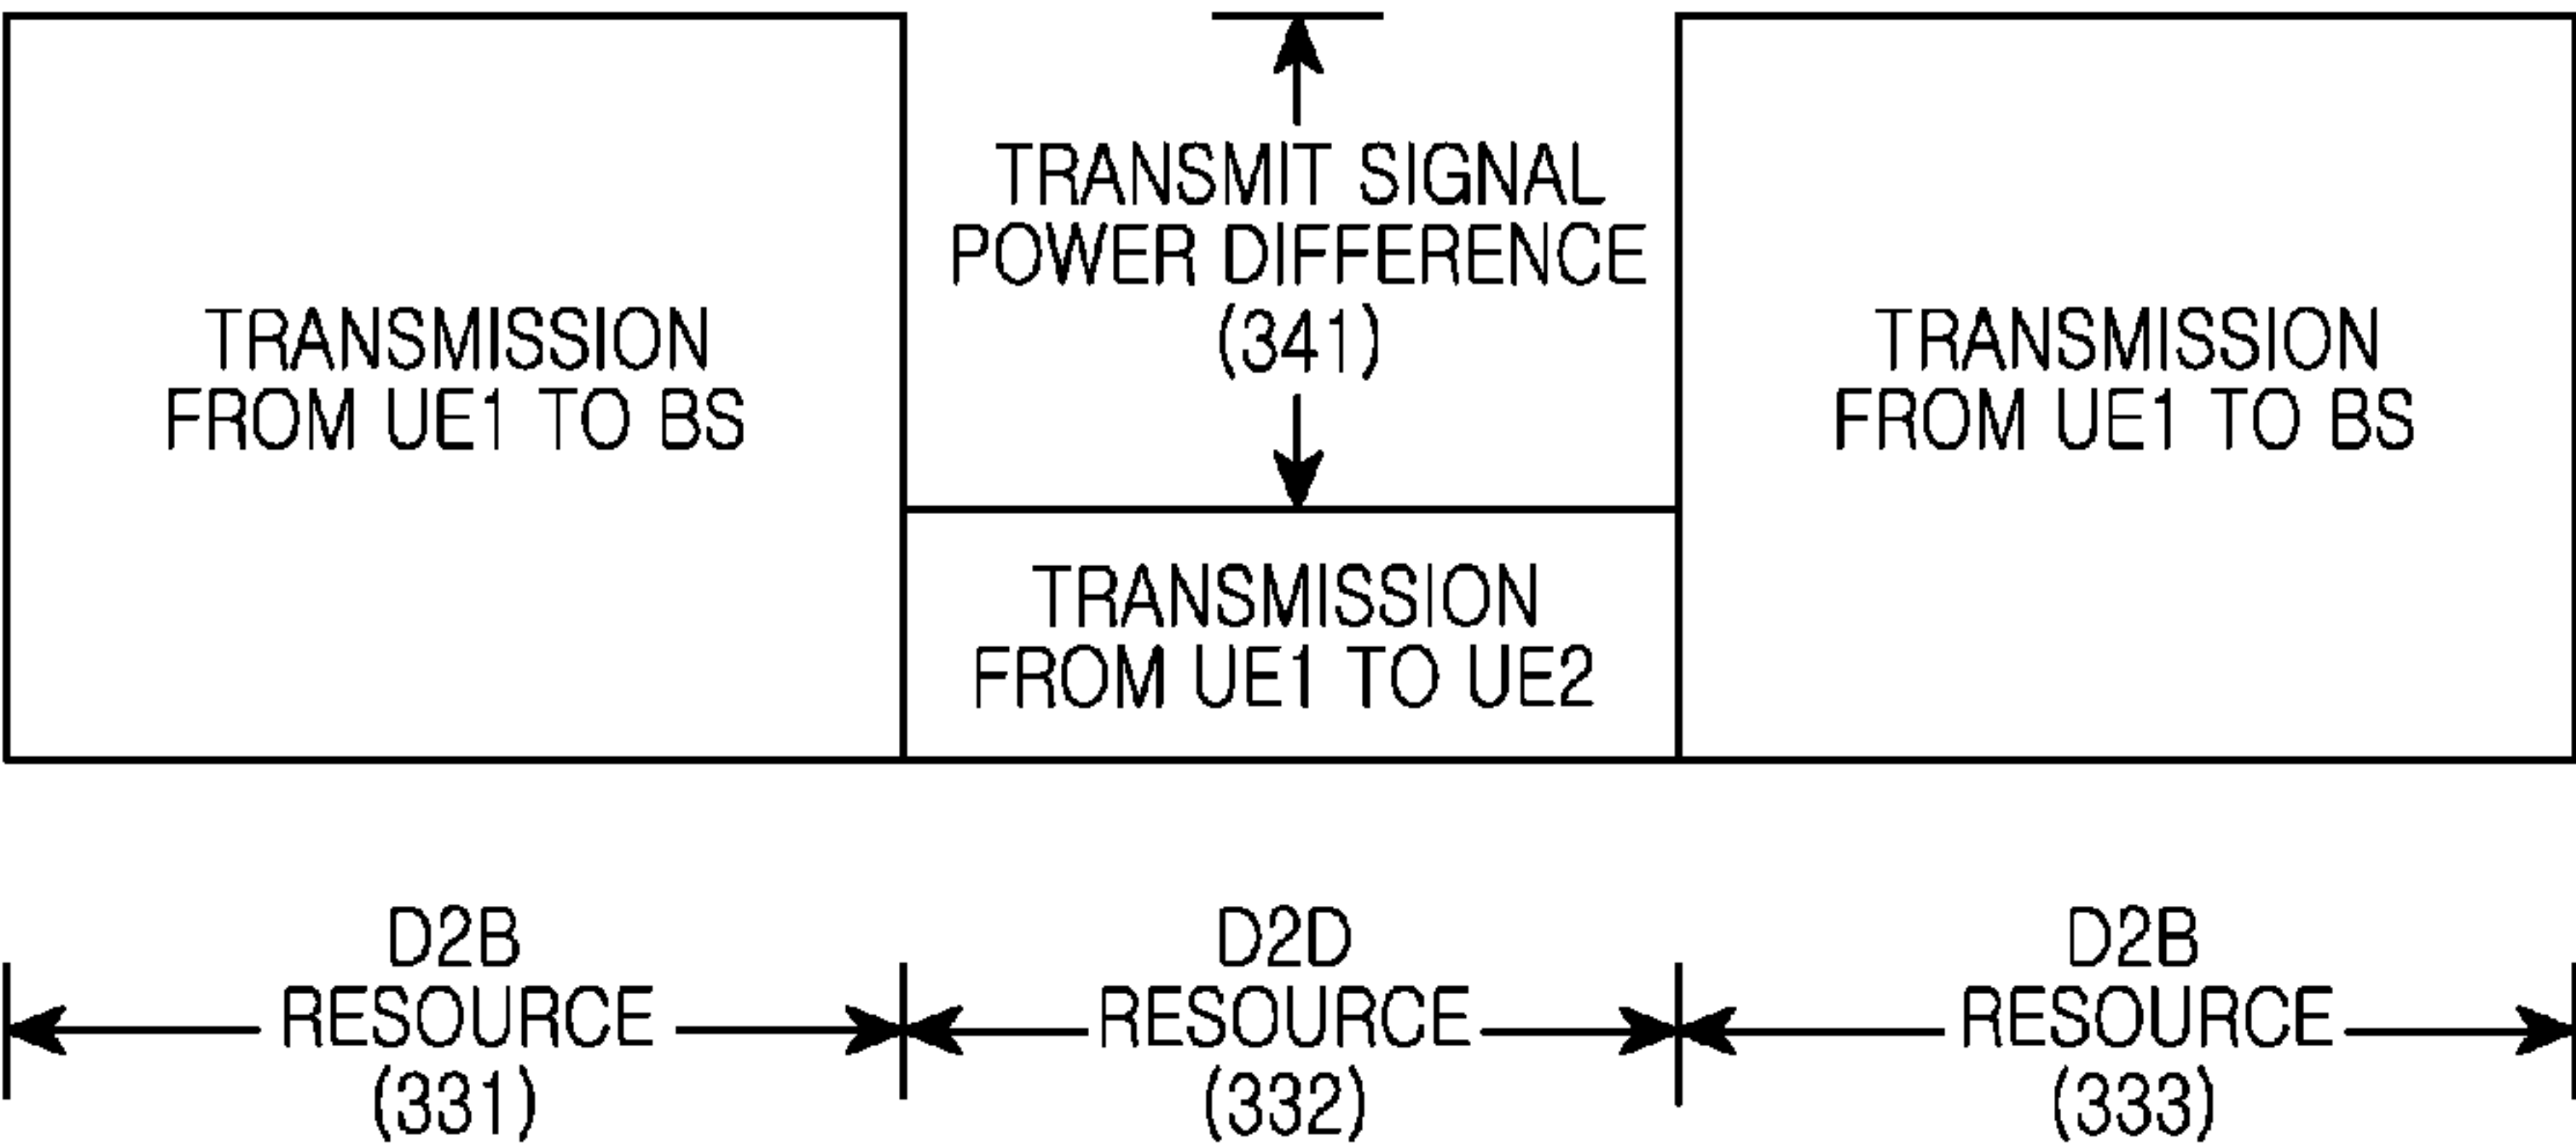 TRANSMISSION
FROM UE1 TO BS
TRANSMIT SIGNAL
POWER DIFFERENCE
(341)
TRANSMISSION
FROM UE1 TO UE2
TRANSMISSION
FROM UE1 TO BS
D2B
RESOURCE
(331)
D2D
RESOURCE
(332)
D2B
RESOURCE
(333)